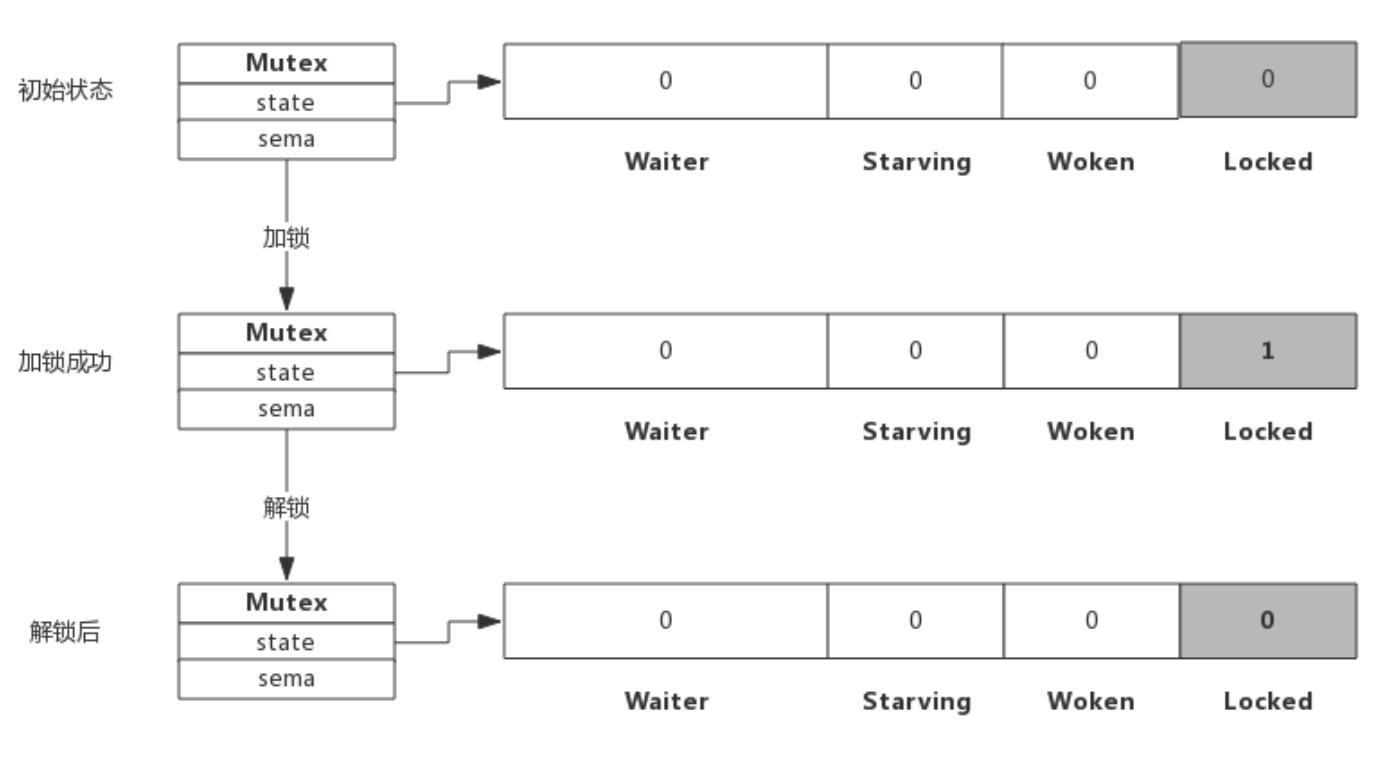 Mutex
初始状态
state
sema
0 0 0 0
Waiter Starving Woken Locked
加锁
Mutex
加锁成功
state
sema
0 0 0 1
Waiter Starving Woken Locked
解锁
Mutex
解锁后
state
sema
0 0 0 0
Waiter Starving Woken Locked